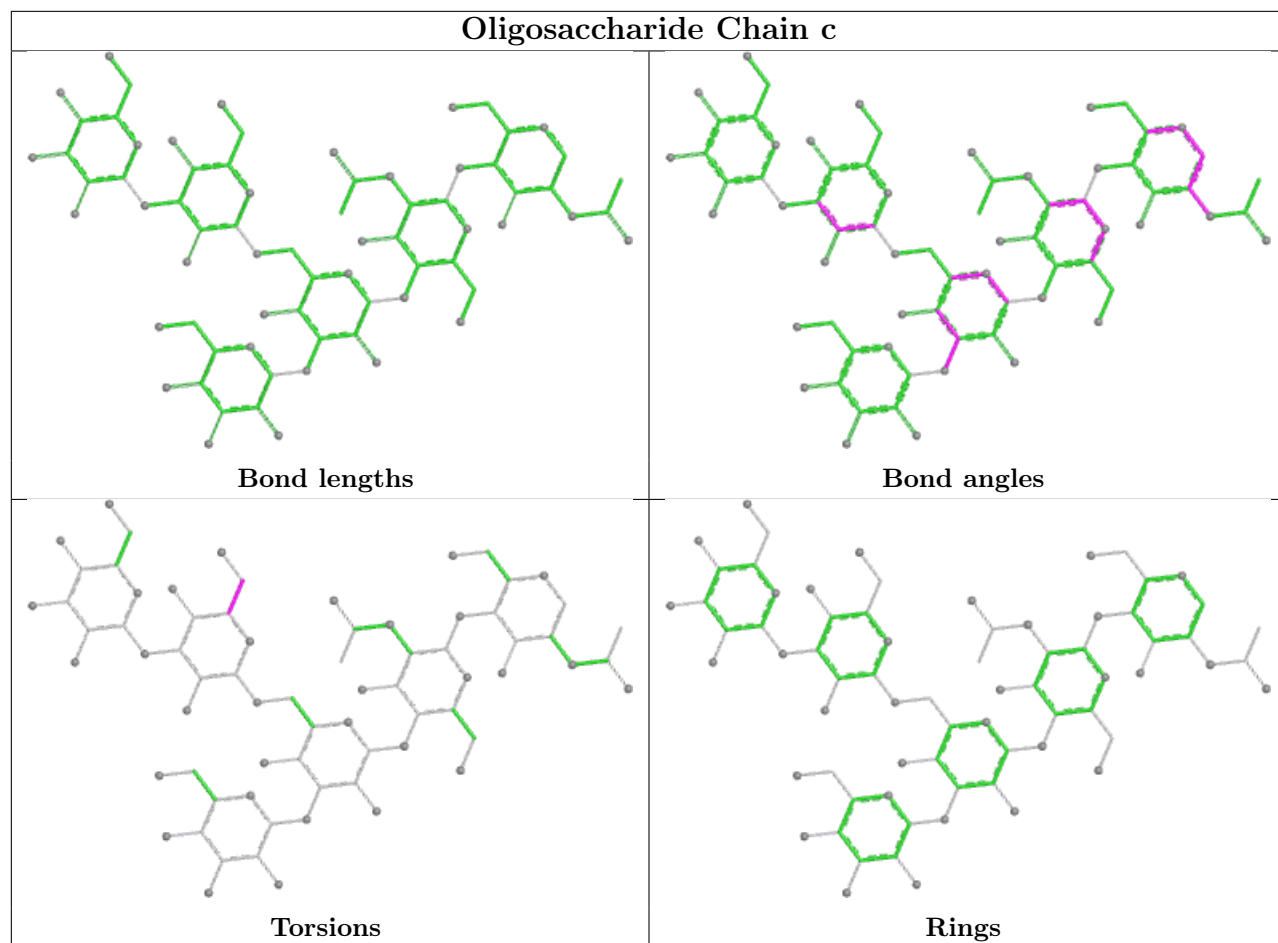 Oligosaccharide Chain c
Bond lengths
Bond angles
Torsions
Rings